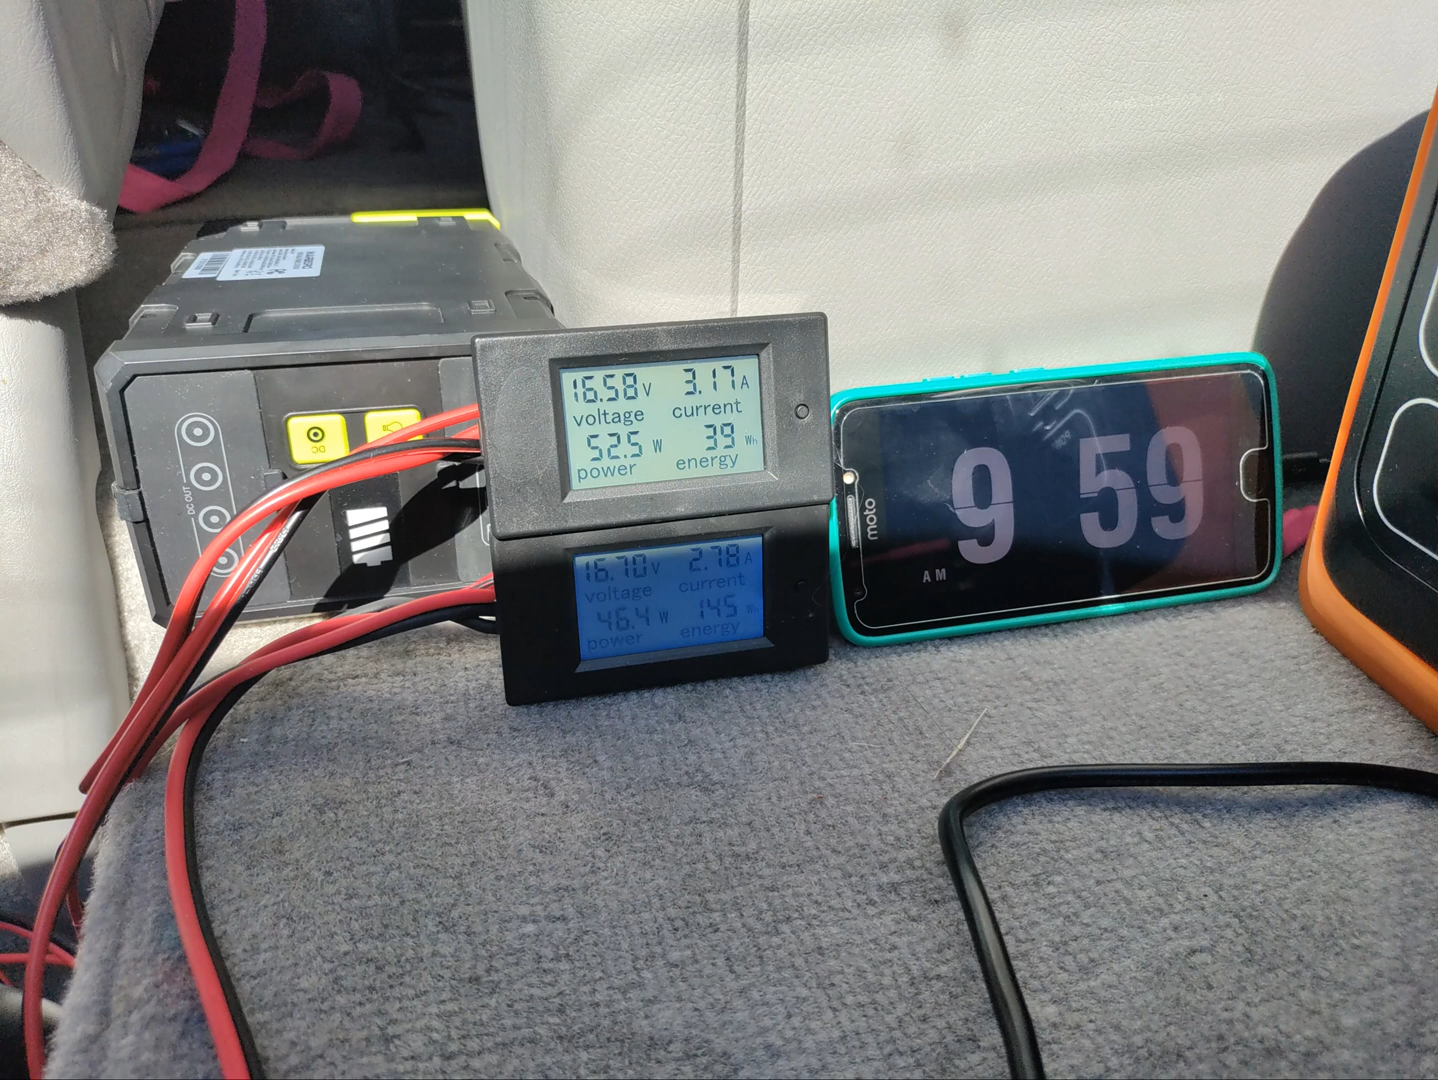 DC OUT
DC
16.58 V 3.17 A
voltage current
52.5 W 39 Wh
power energy
16.70 V 2.78 A
voltage current
46.4 W 145 Wh
power energy
moto
9 59
AM